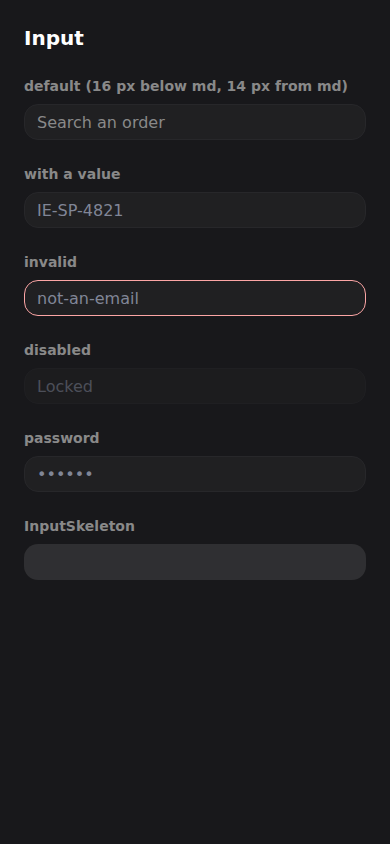 Input
default (16 px below md, 14 px from md)
Search an order
with a value
IE-SP-4821
invalid
not-an-email
disabled
Locked
password
••••••
InputSkeleton